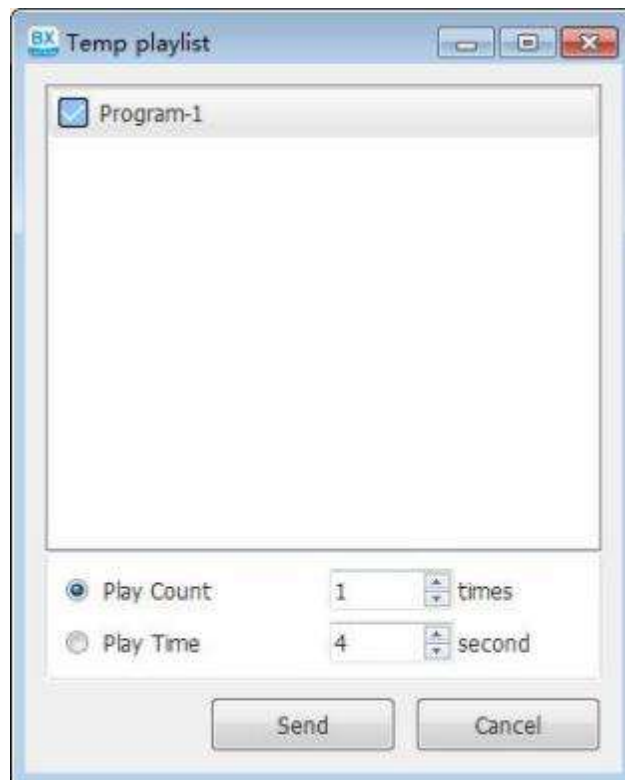 BX Temp playlist
Program-1
Play Count 1 times
Play Time 4 second
Send Cancel